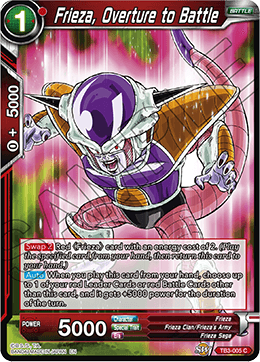 1
Frieza, Overture to Battle
BATTLE
0 + 5000
Swap 2 Red《Frieza》card with an energy cost of 2. (Play
the specified card from your hand, then return this card to
your hand.)
Auto When you play this card from your hand, choose up
to 1 of your red Leader Cards or red Battle Cards other
than this card, and it gets +5000 power for the duration of
the turn.
POWER
5000
Character
Frieza
Special Trait
Frieza Clan/Frieza's Army
Era
Frieza Saga
TB3-005 C